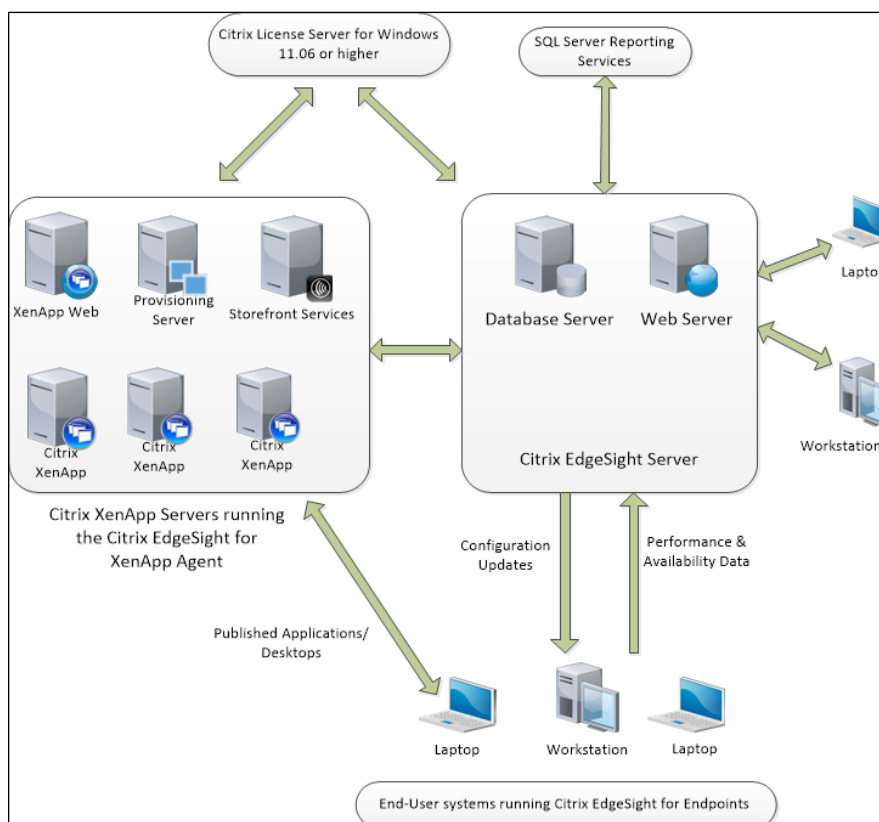 Citrix License Server for Windows
11.06 or higher
SQL Server Reporting
Services
XenApp Web
Provisioning
Server
Storefront Services
Citrix
XenApp
Citrix
XenApp
Citrix
XenApp
Database Server
Web Server
Citrix EdgeSight Server
Laptop
Workstation
Citrix XenApp Servers running
the Citrix EdgeSight for
XenApp Agent
Configuration
Updates
Performance &
Availability Data
Published Applications/
Desktops
Laptop
Workstation
Laptop
End-User systems running Citrix EdgeSight for Endpoints